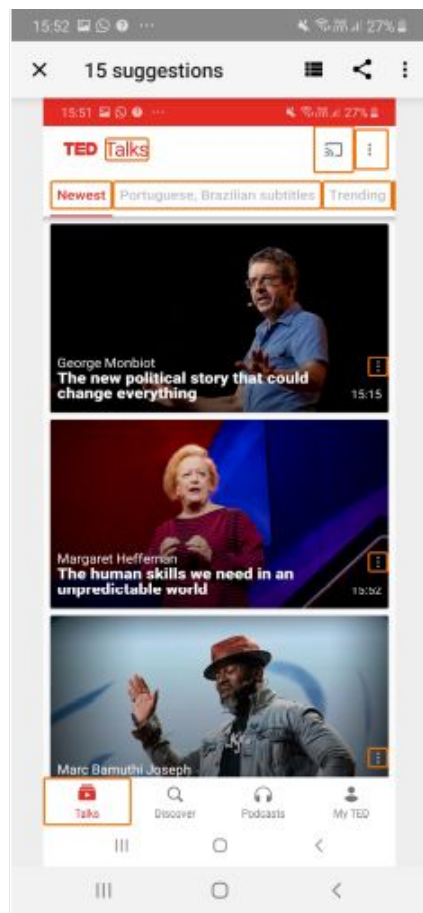 15:52 27%
15 suggestions
15:51 27%
TED Talks
Newest Portuguese, Brazilian subtitles Trending
George Monbiot
The new political story that could
change everything
15:15
Margaret Heffernan
The human skills we need in an
unpredictable world
15:52
Marc Bamuthi Joseph
Talks Discover Podcasts My TED